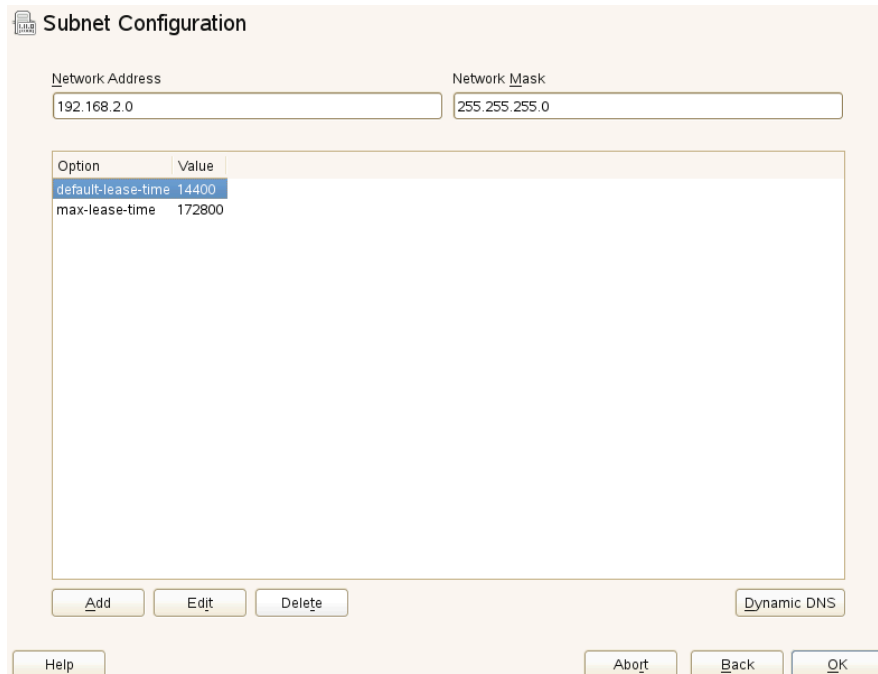 Subnet Configuration
Network Address Network Mask
192.168.2.0 255.255.255.0
Option Value
default-lease-time 14400
max-lease-time 172800
Add Edit Delete Dynamic DNS
Help Abort Back OK